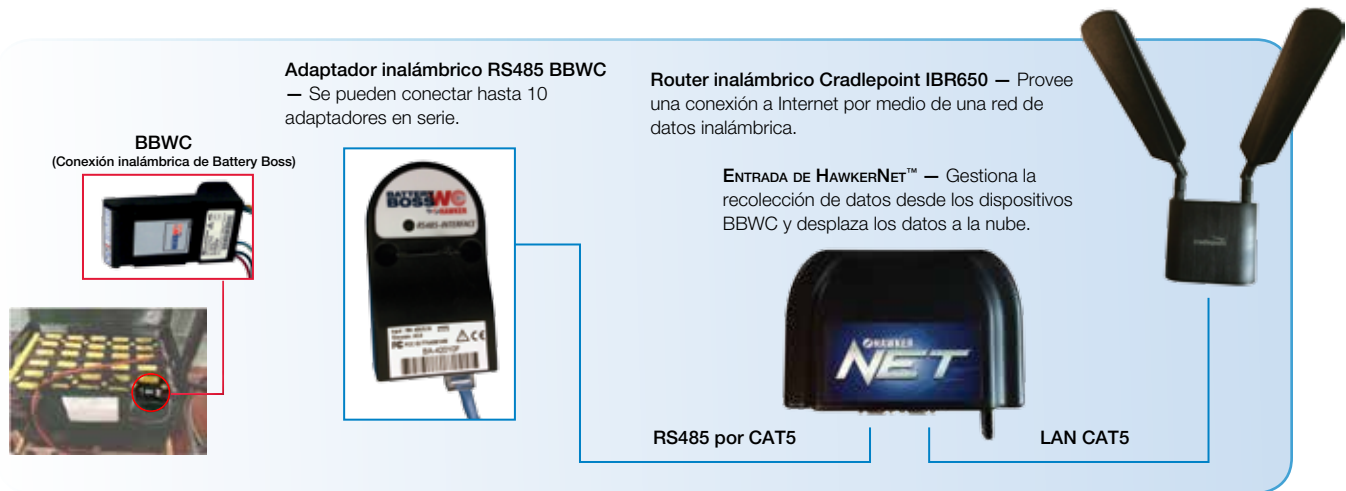 Adaptador inalámbrico RS485 BBWC
— Se pueden conectar hasta 10
adaptadores en serie.
Router inalámbrico Cradlepoint IBR650 — Provee
una conexión a Internet por medio de una red de
datos inalámbrica.
BBWC
(Conexión inalámbrica de Battery Boss)
ENTRADA DE HAWKERNET™ — Gestiona la
recolección de datos desde los dispositivos
BBWC y desplaza los datos a la nube.
BATTERY
BOSS WC
HAWKER
RS485-INTERFACE
cradlepoint
HAWKER
NET
RS485 por CAT5
LAN CAT5